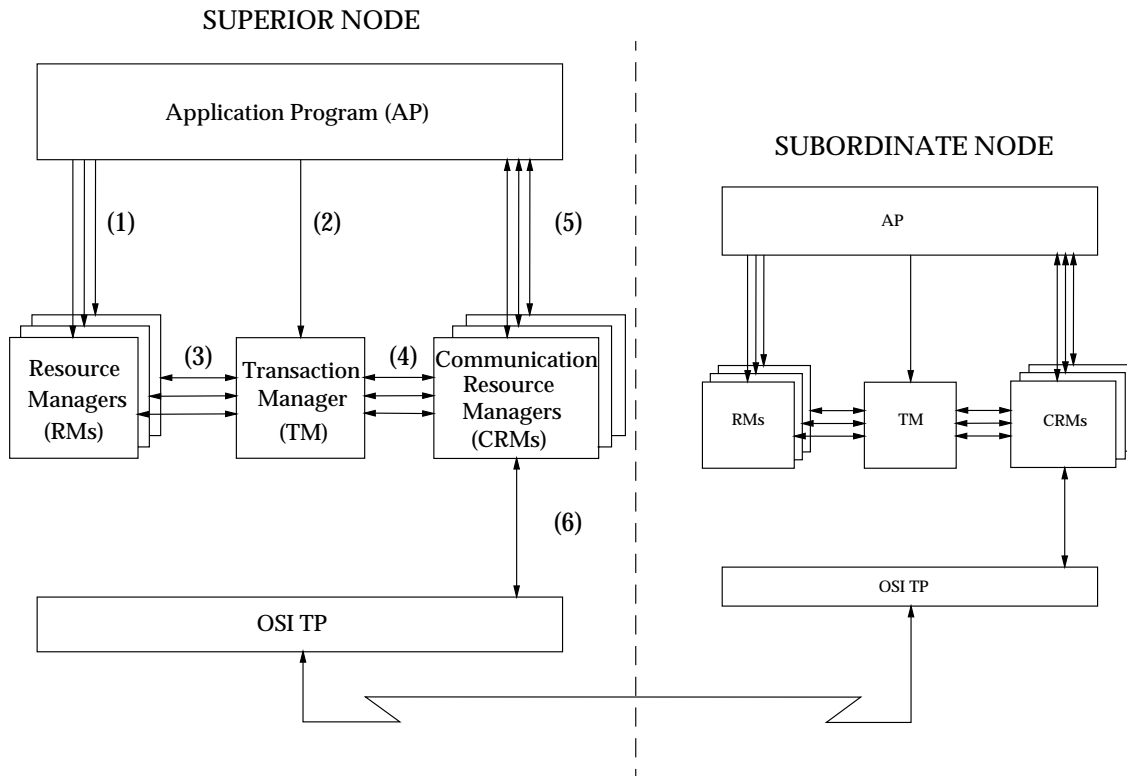 SUPERIOR NODE
Application Program (AP)
(1)
(2)
(5)
Resource
Managers
(RMs)
(3)
Transaction
Manager
(TM)
(4)
Communication
Resource
Managers
(CRMs)
(6)
OSI TP
SUBORDINATE NODE
AP
RMs
TM
CRMs
OSI TP